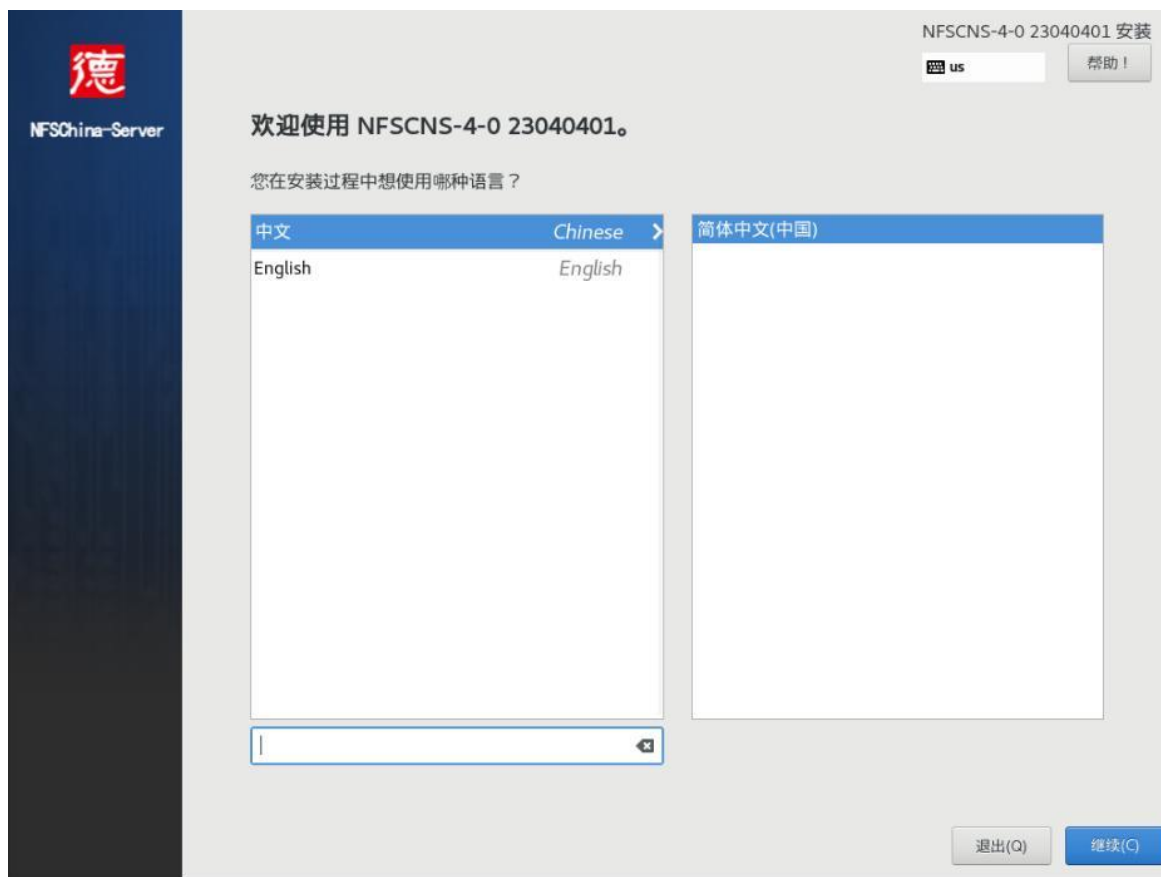 德
NFSChina-Server
NFSCNS-4-0 23040401 安装
us
帮助！
欢迎使用 NFSCNS-4-0 23040401。
您在安装过程中想使用哪种语言？
中文 Chinese
English English
简体中文(中国)
退出(Q)
继续(C)